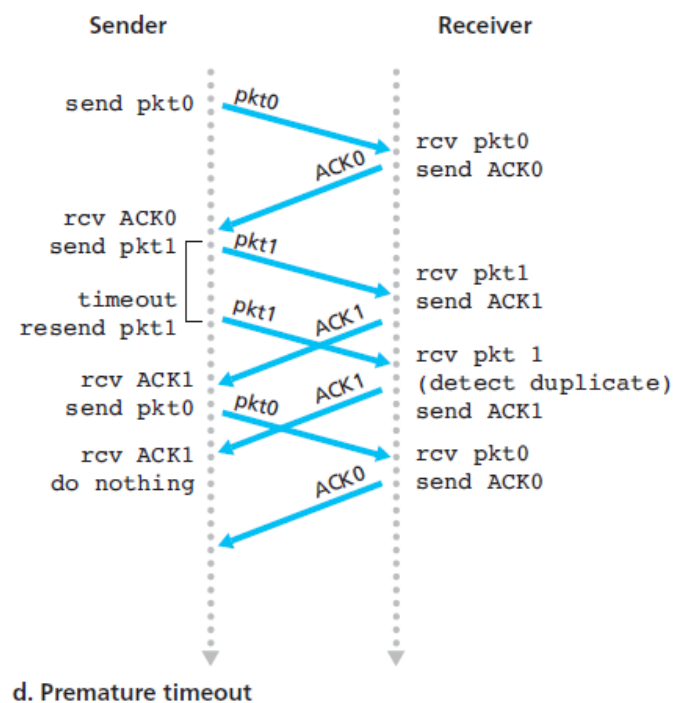 Sender
Receiver
send pkt0
pkt0
rcv pkt0
send ACK0
ACK0
rcv ACK0
send pkt1
pkt1
rcv pkt1
send ACK1
timeout
resend pkt1
pkt1
ACK1
rcv pkt 1
(detect duplicate)
send ACK1
rcv ACK1
send pkt0
pkt0
ACK1
rcv ACK1
do nothing
rcv pkt0
send ACK0
ACK0
d. Premature timeout